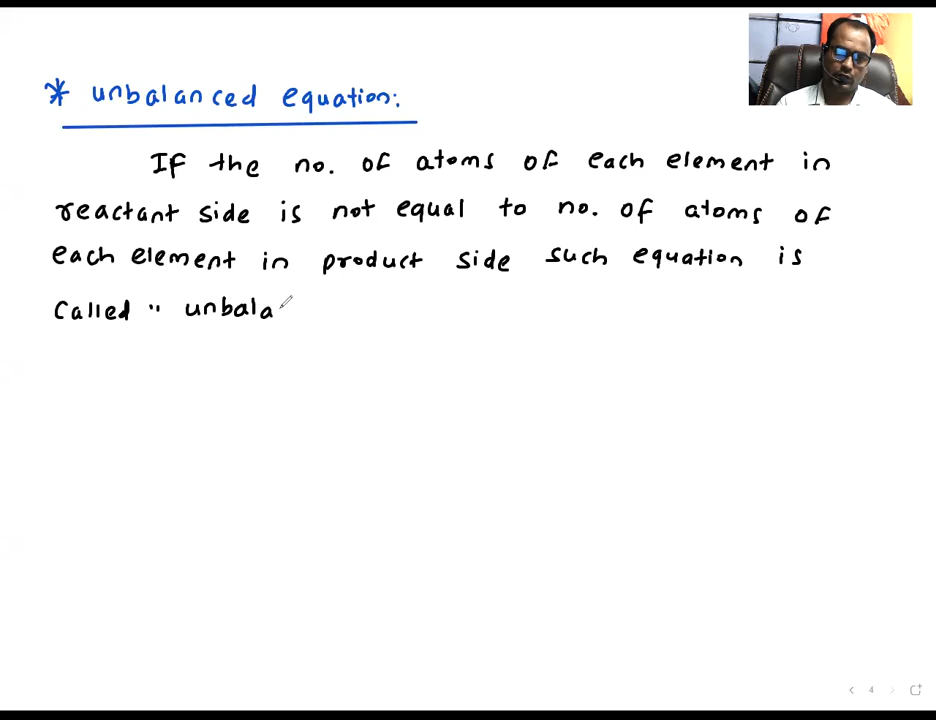 * unbalanced equation:
If the no. of atoms of each element in
reactant side is not equal to no. of atoms of
each element in product side such equation is
called " unbala
4